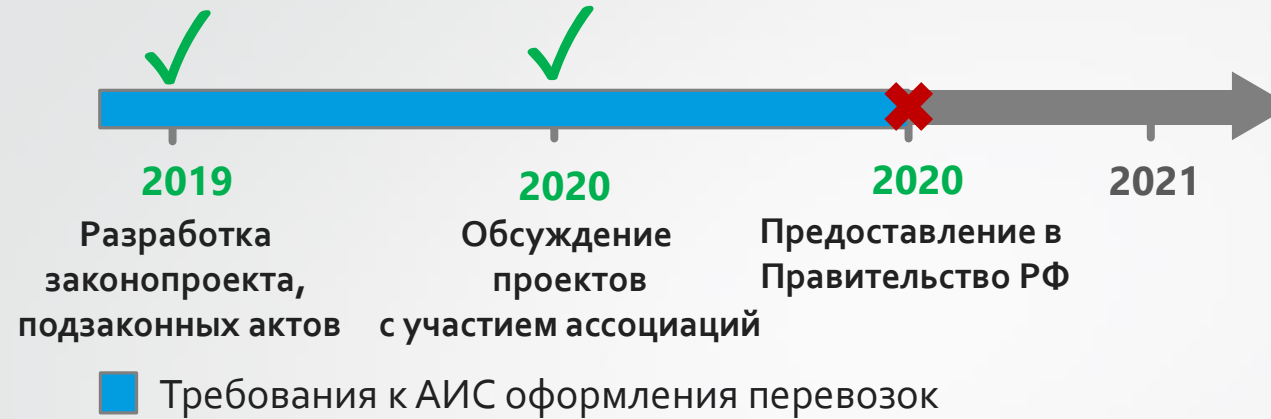 2019
Разработка
законопроекта,
подзаконных актов
2020
Обсуждение
проектов
с участием ассоциаций
2020
Предоставление в
Правительство РФ
2021
Требования к АИС оформления перевозок